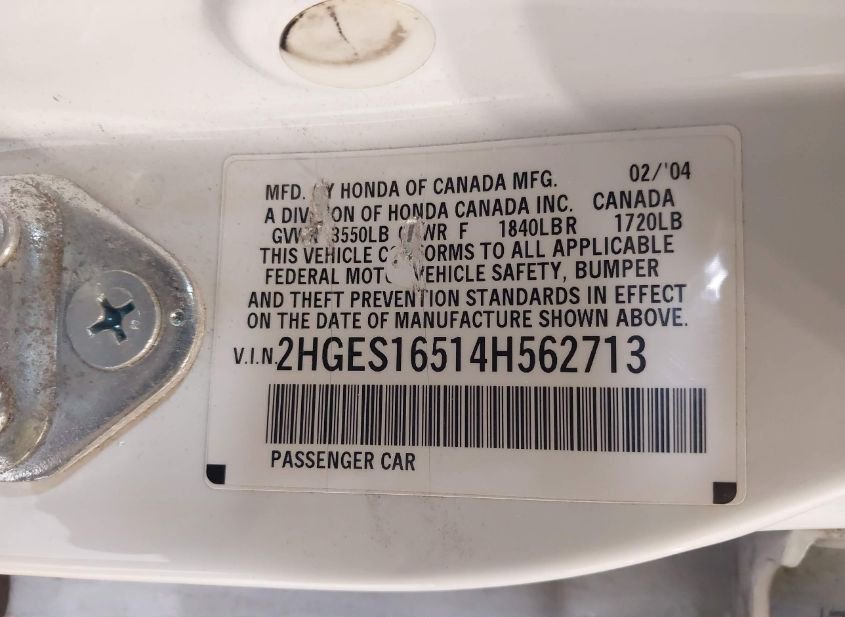 MFD. BY HONDA OF CANADA MFG. 02/'04
A DIVISION OF HONDA CANADA INC. CANADA
GVWR 3550LB GAWR F 1840LB R 1720LB
THIS VEHICLE CONFORMS TO ALL APPLICABLE
FEDERAL MOTOR VEHICLE SAFETY, BUMPER
AND THEFT PREVENTION STANDARDS IN EFFECT
ON THE DATE OF MANUFACTURE SHOWN ABOVE.
V.I.N. 2HGES16514H562713
PASSENGER CAR